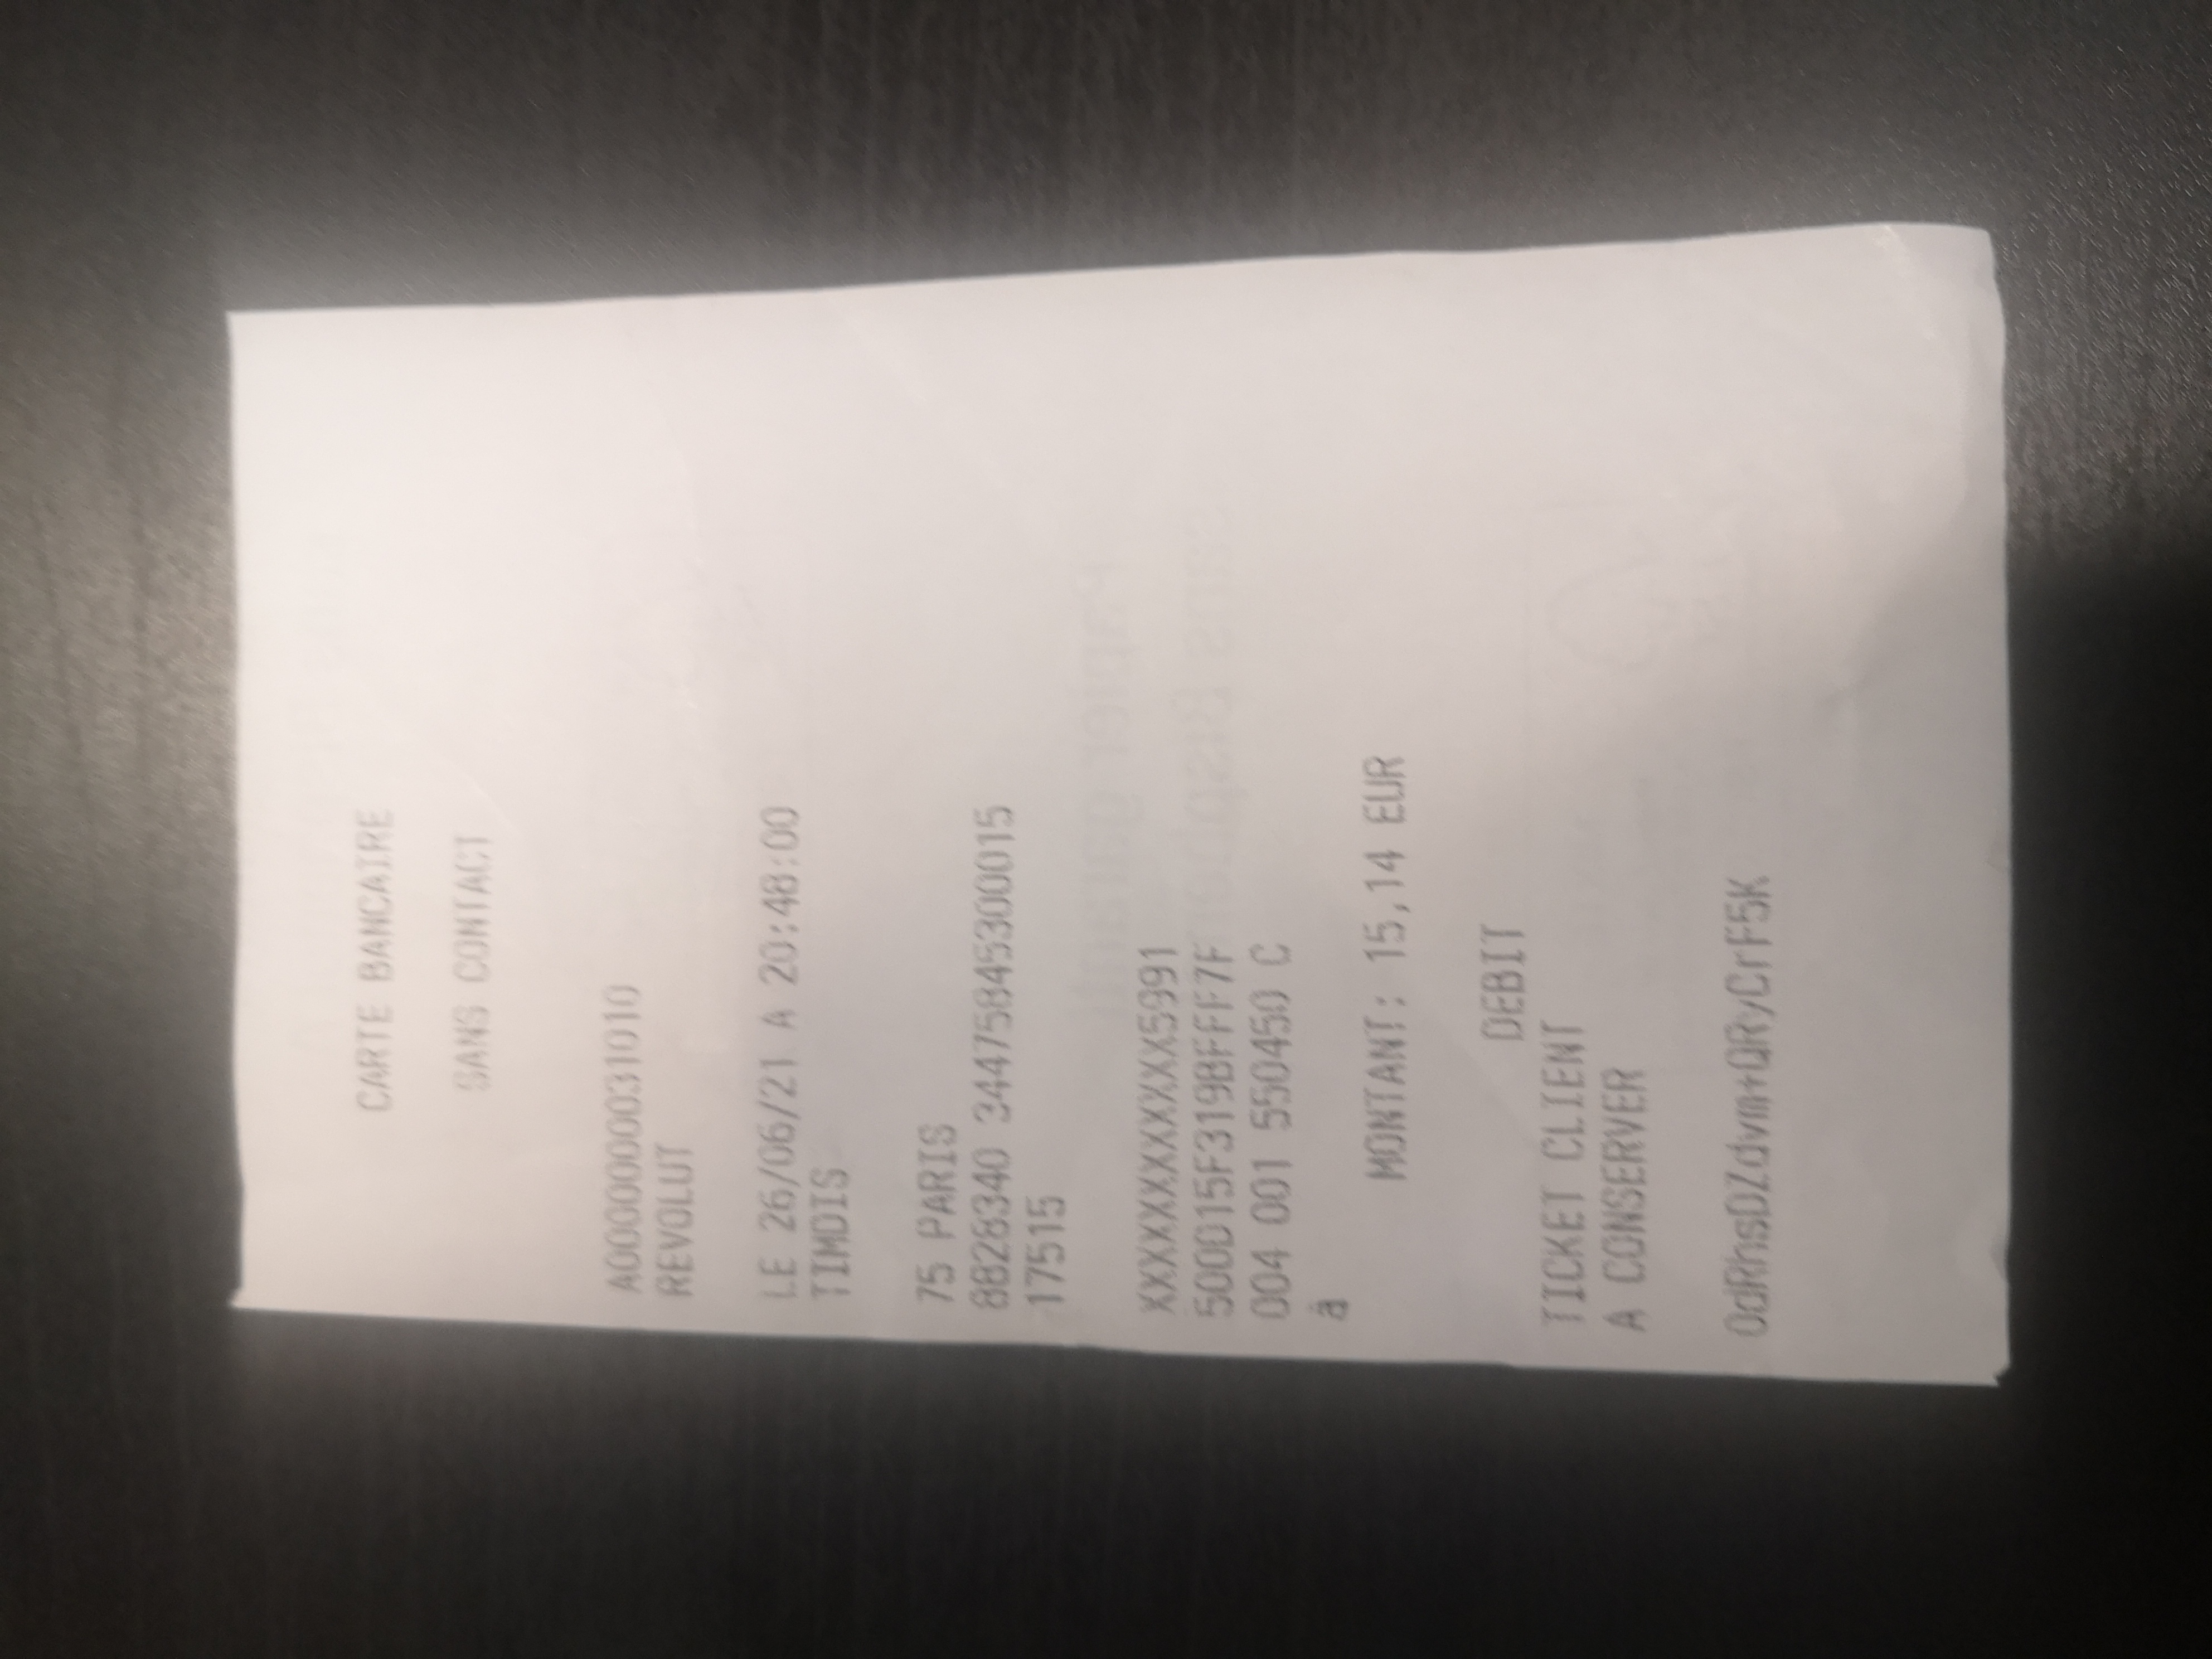 CARTE BANCAIRE
SANS CONTACT
A0000000031010
REVOLUT
LE 26/06/21 A 20:48:00
TIMDIS
75 PARIS
8828340 34475845300015
17515
XXXXXXXXXXXX5991
500D15F319BFFF7F
004 001 550450 C
a
MONTANT: 15,14 EUR
DEBIT
TICKET CLIENT
A CONSERVER
OdRhsDZdvm+QRyCrF5K